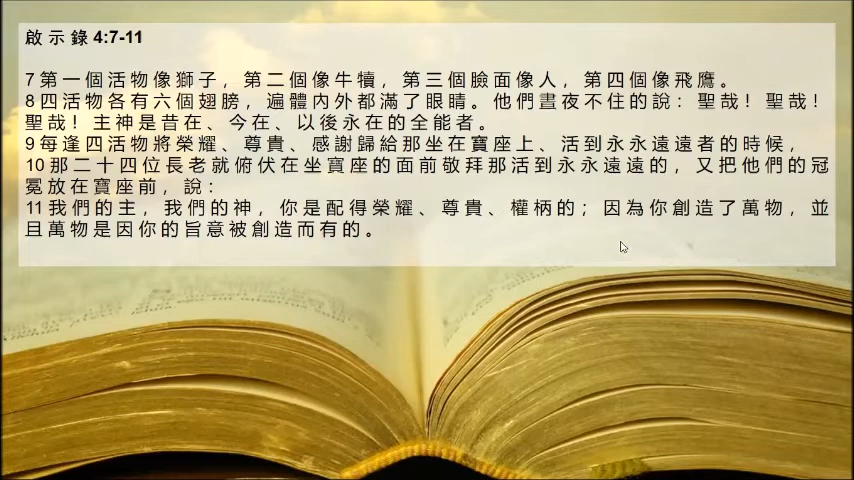 啟示錄 4:7-11
7 第一個活物像獅子，第二個像牛犢，第三個臉面像人，第四個像飛鷹。
8 四活物各有六個翅膀，遍體內外都滿了眼睛。他們晝夜不住的說：聖哉！聖哉！
聖哉！主神是昔在、今在、以後永在的全能者。
9 每逢四活物將榮耀、尊貴、感謝歸給那坐在寶座上、活到永永遠遠者的時候，
10 那二十四位長老就俯伏在坐寶座的面前敬拜那活到永永遠遠的，又把他們的冠
冕放在寶座前，說：
11 我們的主，我們的神，你是配得榮耀、尊貴、權柄的；因為你創造了萬物，並
且萬物是因你的旨意被創造而有的。